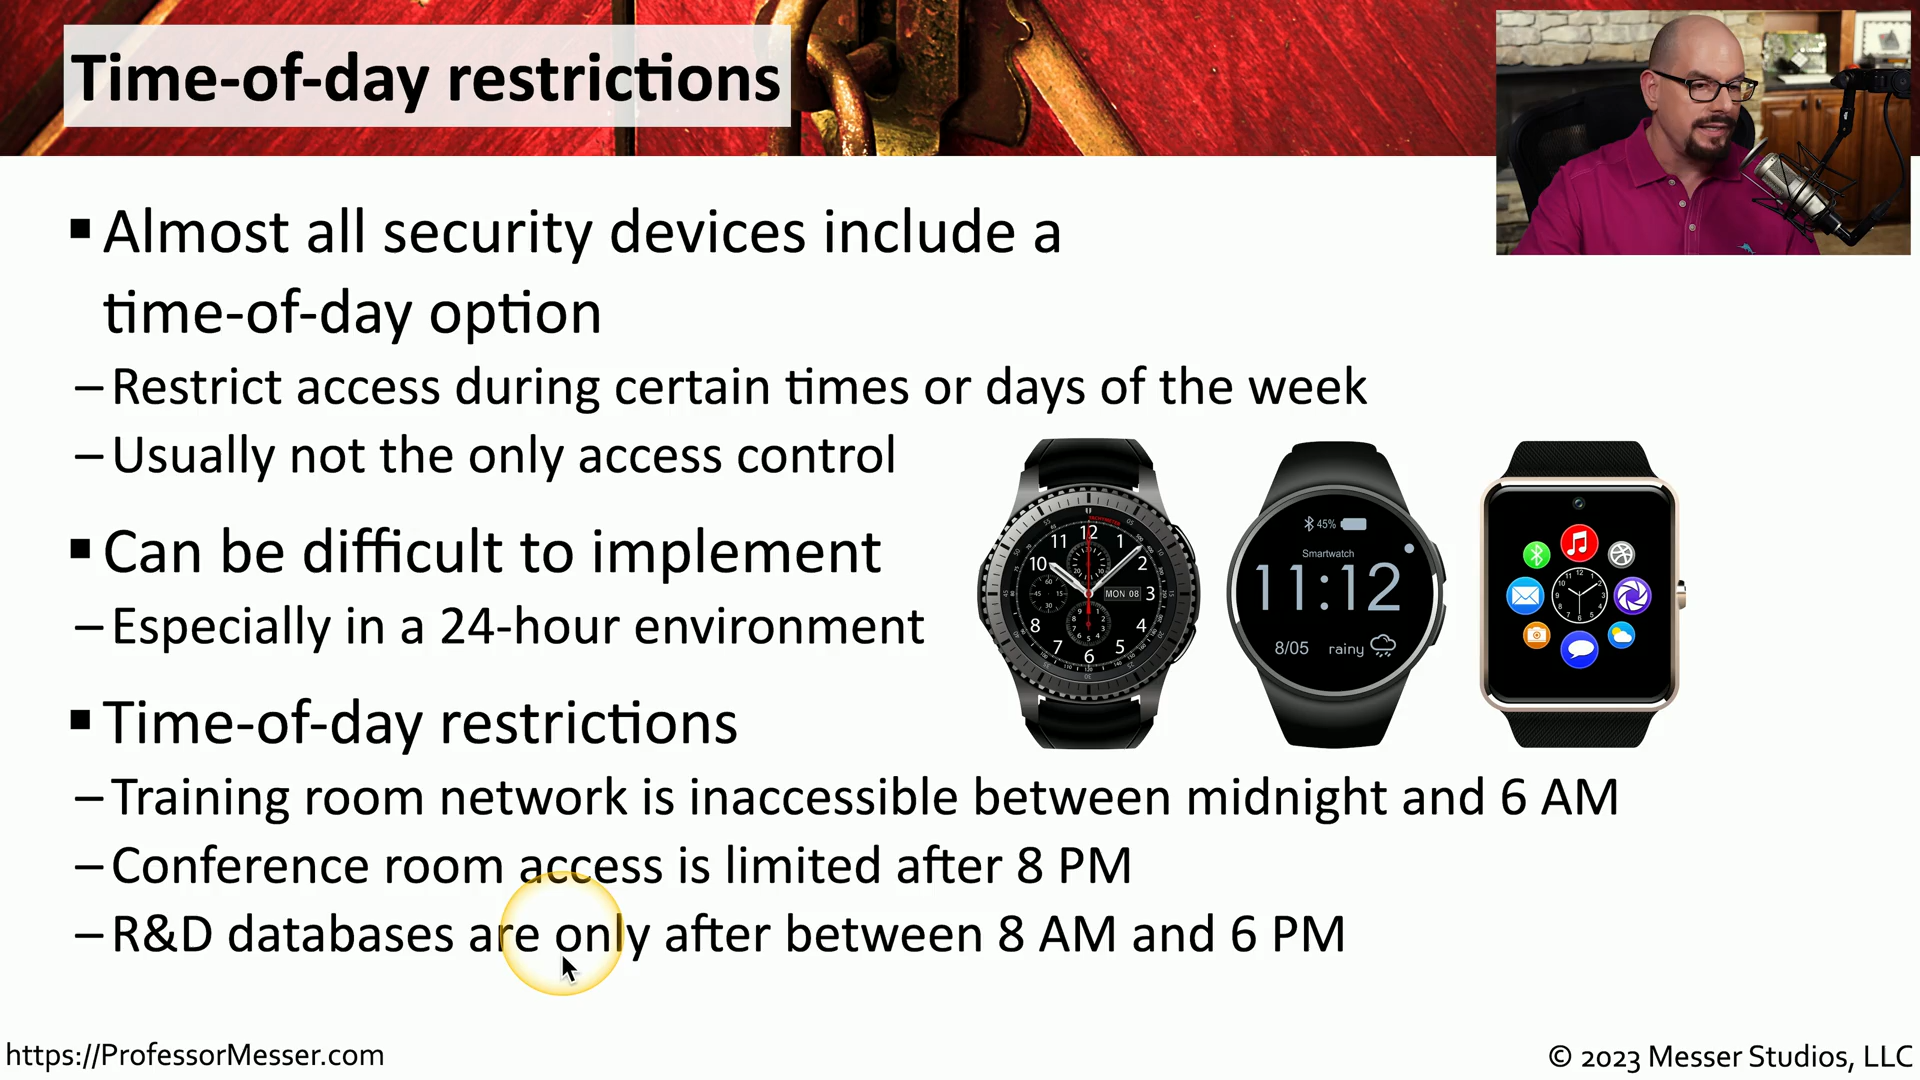 Time-of-day restrictions
▪ Almost all security devices include a
time-of-day option
– Restrict access during certain times or days of the week
– Usually not the only access control
▪ Can be difficult to implement
– Especially in a 24-hour environment
▪ Time-of-day restrictions
– Training room network is inaccessible between midnight and 6 AM
– Conference room access is limited after 8 PM
– R&D databases are only after between 8 AM and 6 PM
12
11 1
10 2
MON 08 3
8 4
7 5
6
45%
Smartwatch
11:12
8/05 rainy
https://ProfessorMesser.com
© 2023 Messer Studios, LLC